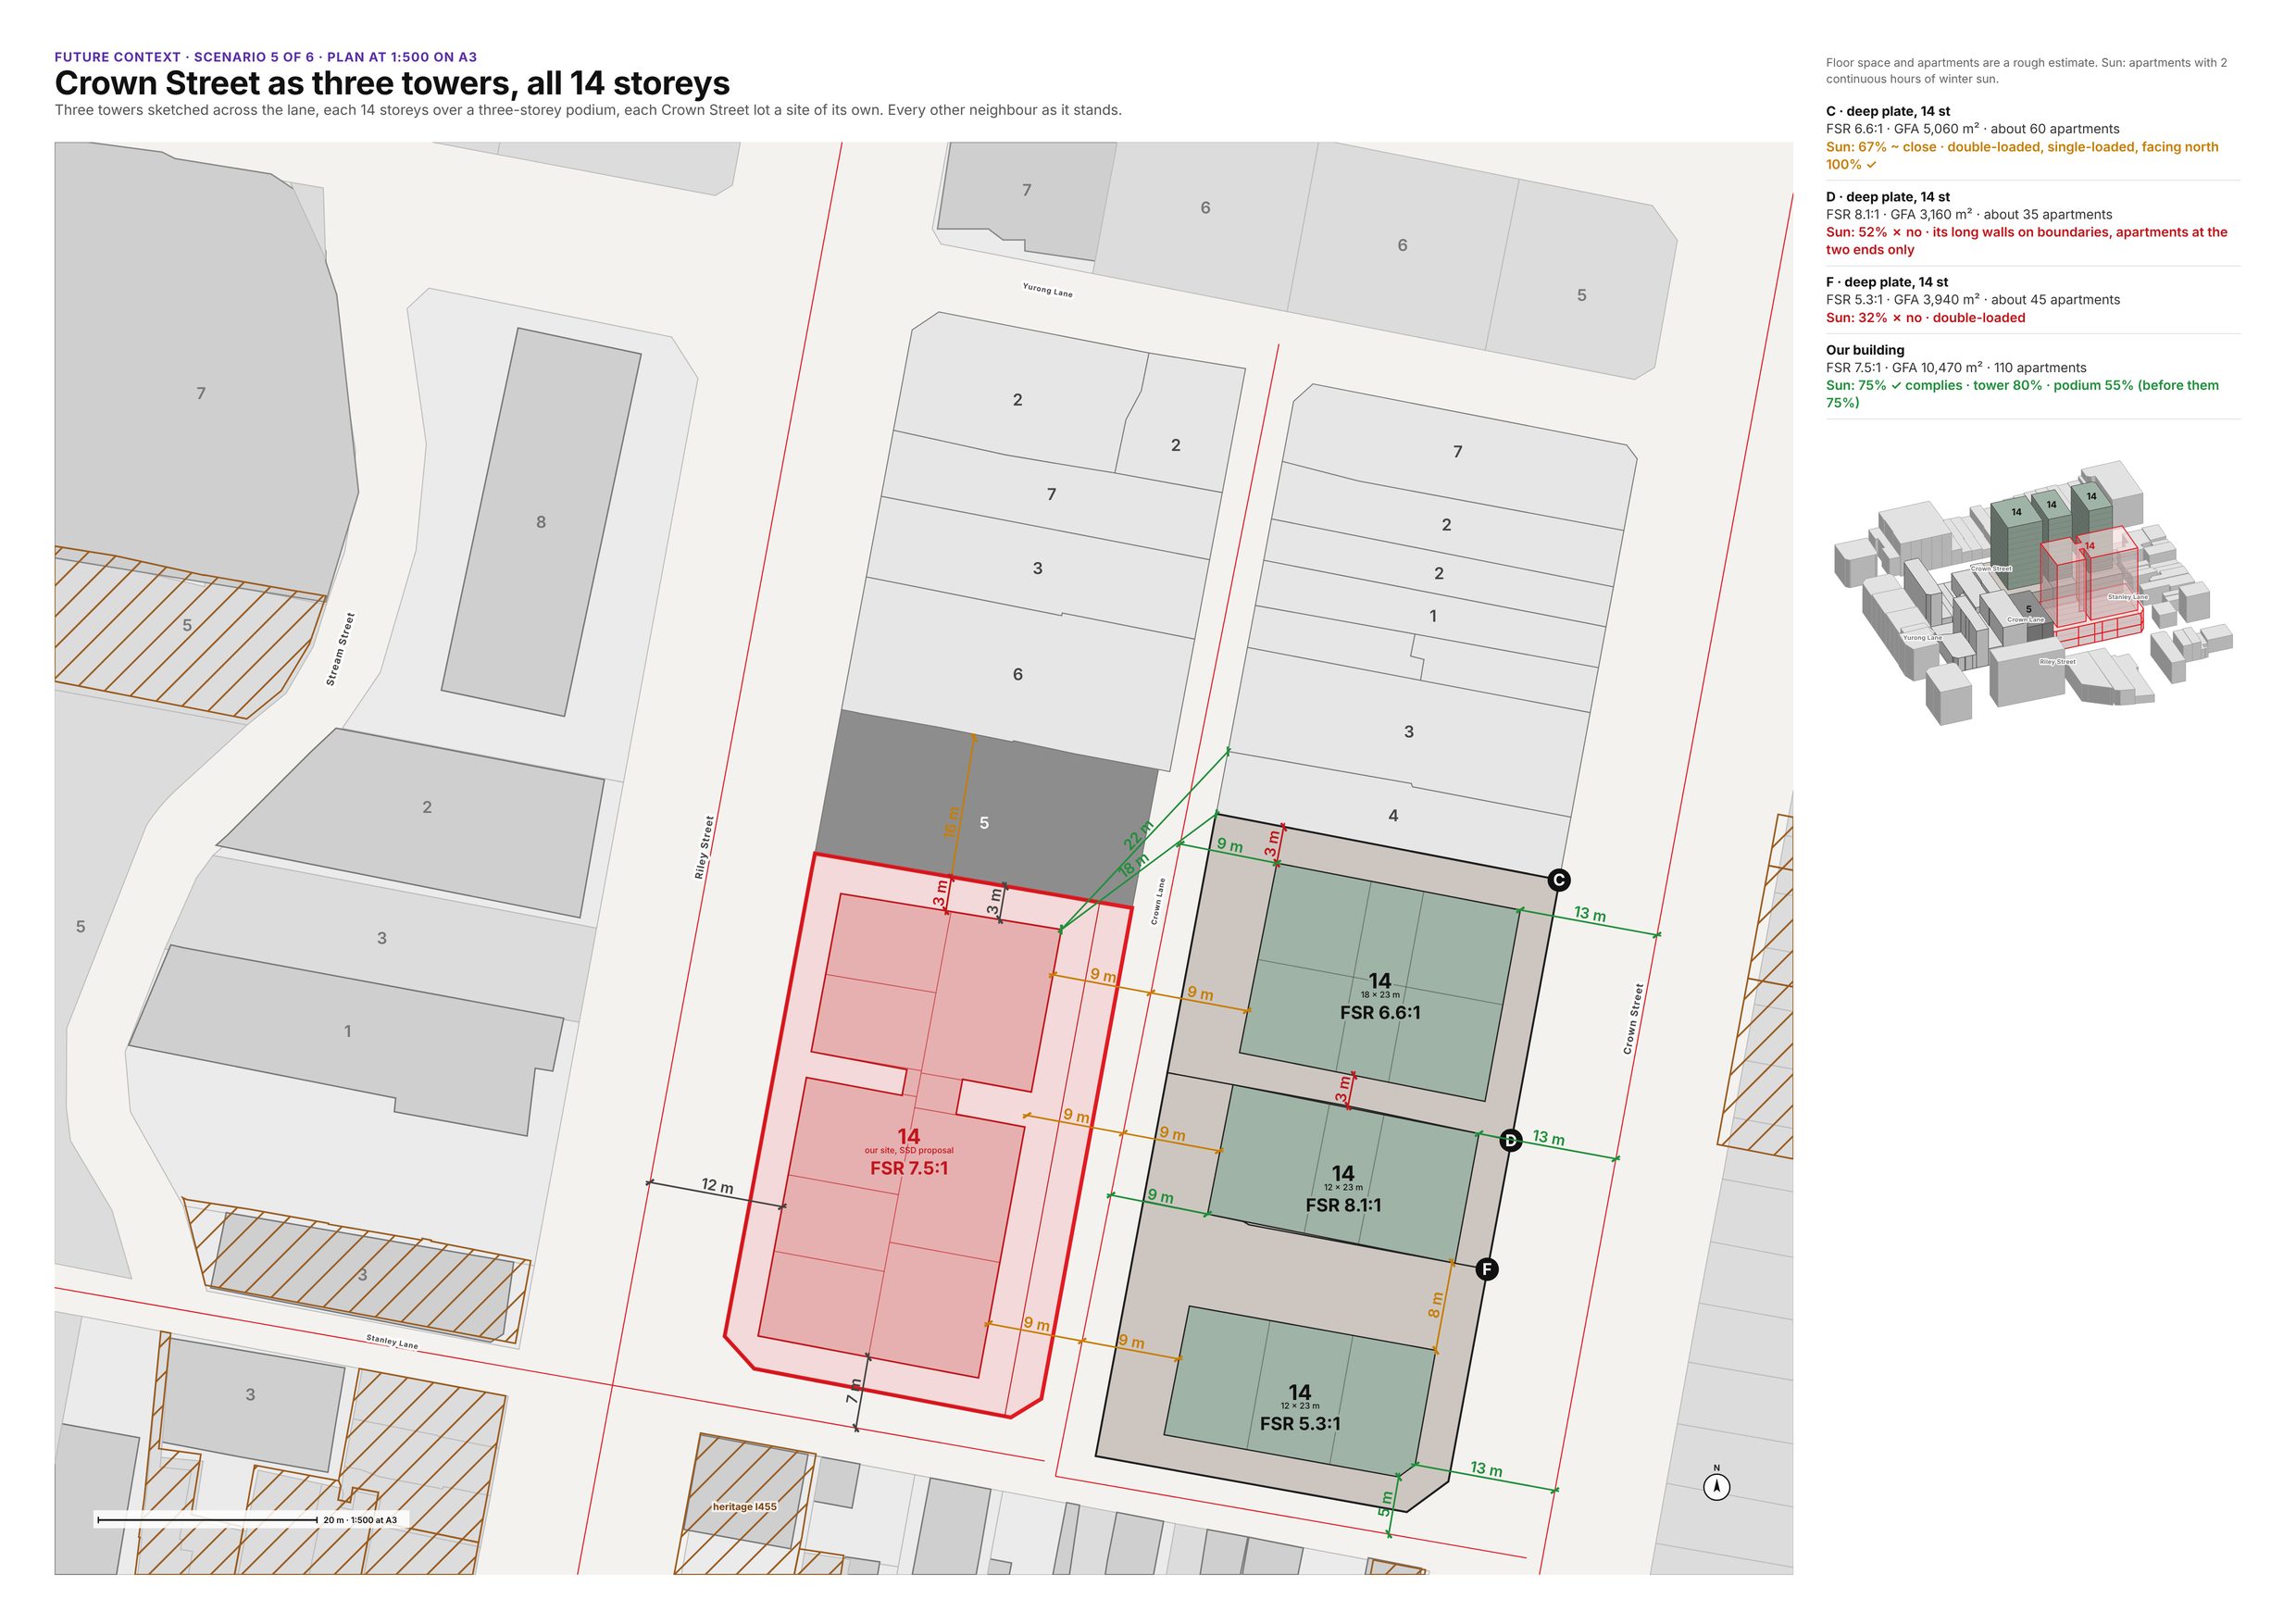 FUTURE CONTEXT · SCENARIO 5 OF 6 · PLAN AT 1:500 ON A3
Crown Street as three towers, all 14 storeys
Three towers sketched across the lane, each 14 storeys over a three-storey podium, each Crown Street lot a site of its own. Every other neighbour as it stands.
Floor space and apartments are a rough estimate. Sun: apartments with 2
continuous hours of winter sun.
C · deep plate, 14 st
FSR 6.6:1 · GFA 5,060 m² · about 60 apartments
Sun: 67% ~ close · double-loaded, single-loaded, facing north
100% ✓
D · deep plate, 14 st
FSR 8.1:1 · GFA 3,160 m² · about 35 apartments
Sun: 52% × no · its long walls on boundaries, apartments at the
two ends only
F · deep plate, 14 st
FSR 5.3:1 · GFA 3,940 m² · about 45 apartments
Sun: 32% × no · double-loaded
Our building
FSR 7.5:1 · GFA 10,470 m² · 110 apartments
Sun: 75% ✓ complies · tower 80% · podium 55% (before them
75%)
14
14
14
14
5
Crown Street
Stanley Lane
Crown Lane
Yurong Lane
Riley Street
7
6
6
5
Yurong Lane
7
8
2
2
7
3
6
7
2
2
1
3
4
5
Stream Street
2
5
3
1
3
Riley Street
16 m
5
22 m
18 m
9 m
3 m
C
13 m
3 m
3 m
Crown Lane
9 m
9 m
14
18 × 23 m
FSR 6.6:1
Crown Street
3 m
9 m
9 m
D
13 m
14
our site, SSD proposal
FSR 7.5:1
12 m
14
12 × 23 m
FSR 8.1:1
9 m
F
8 m
9 m
9 m
14
12 × 23 m
FSR 5.3:1
13 m
5 m
7 m
Stanley Lane
3
heritage I455
20 m · 1:500 at A3
N